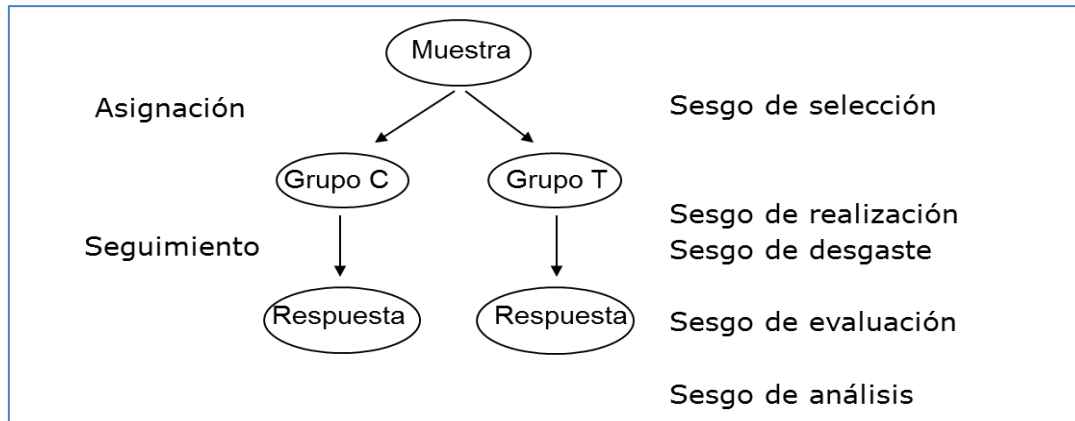 Muestra
Asignación
Sesgo de selección
Grupo C
Grupo T
Sesgo de realización
Seguimiento
Sesgo de desgaste
Respuesta
Respuesta
Sesgo de evaluación
Sesgo de análisis